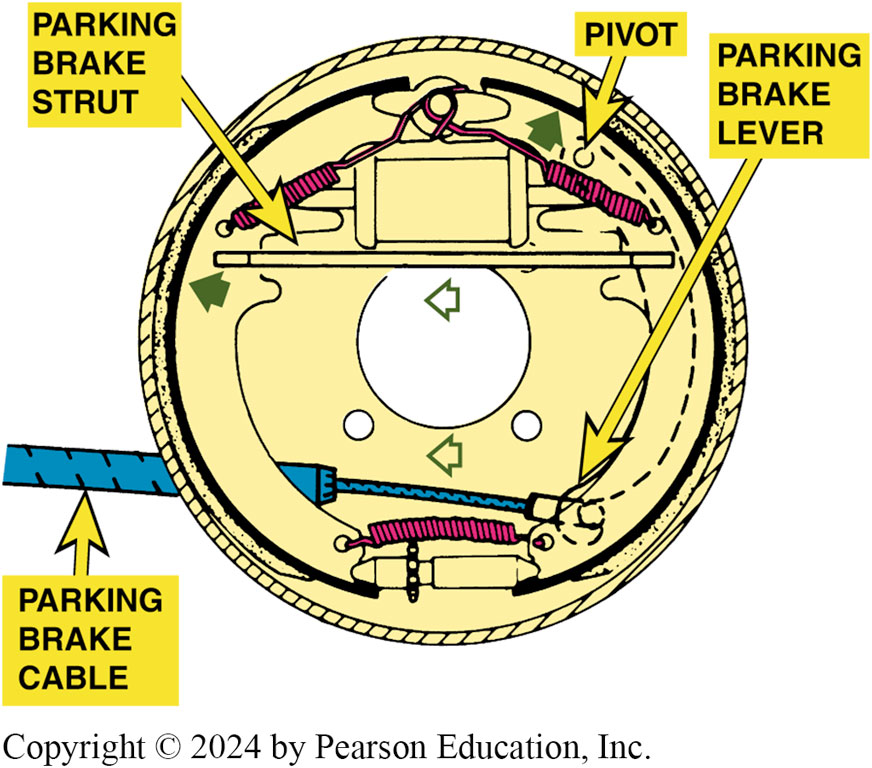 PARKING
BRAKE
STRUT
PIVOT
PARKING
BRAKE
LEVER
PARKING
BRAKE
CABLE
Copyright © 2024 by Pearson Education, Inc.